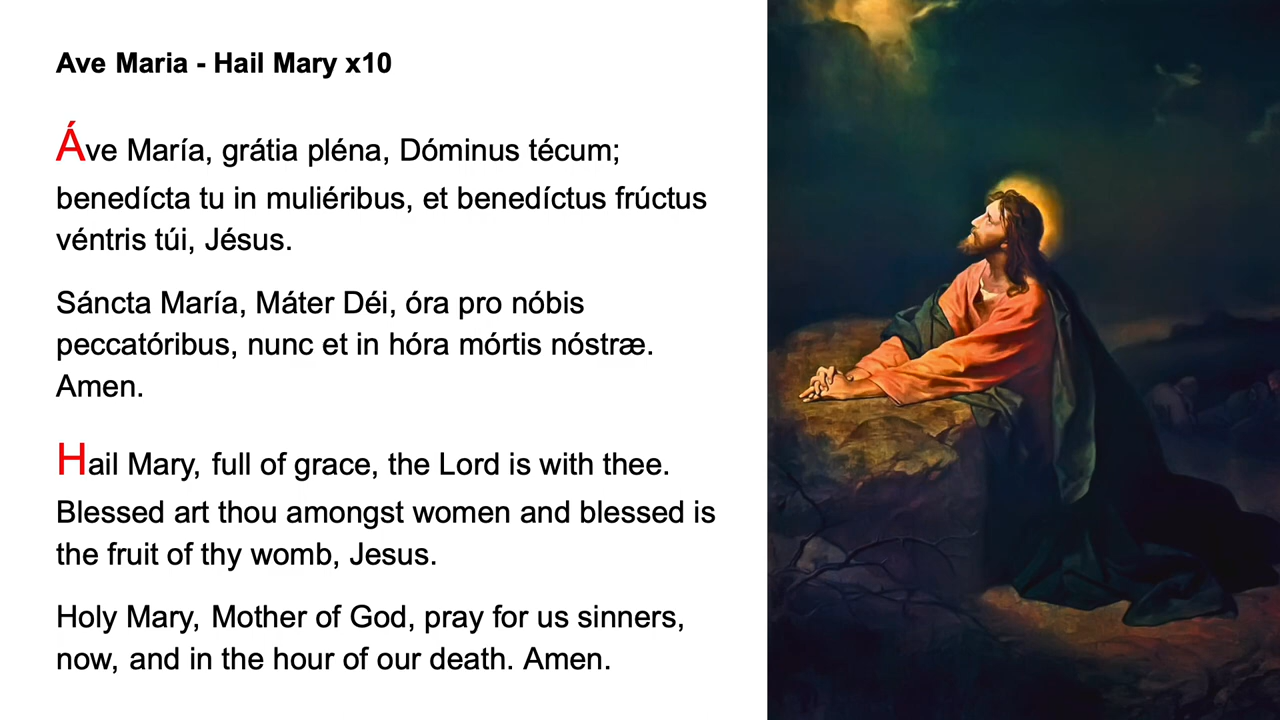 Ave Maria - Hail Mary x10
Áve María, grátia pléna, Dóminus técum;
benedícta tu in muliéribus, et benedíctus frúctus
véntris túi, Jésus.
Sáncta María, Máter Déi, óra pro nóbis
peccatóribus, nunc et in hóra mórtis nóstræ.
Amen.
Hail Mary, full of grace, the Lord is with thee.
Blessed art thou amongst women and blessed is
the fruit of thy womb, Jesus.
Holy Mary, Mother of God, pray for us sinners,
now, and in the hour of our death. Amen.